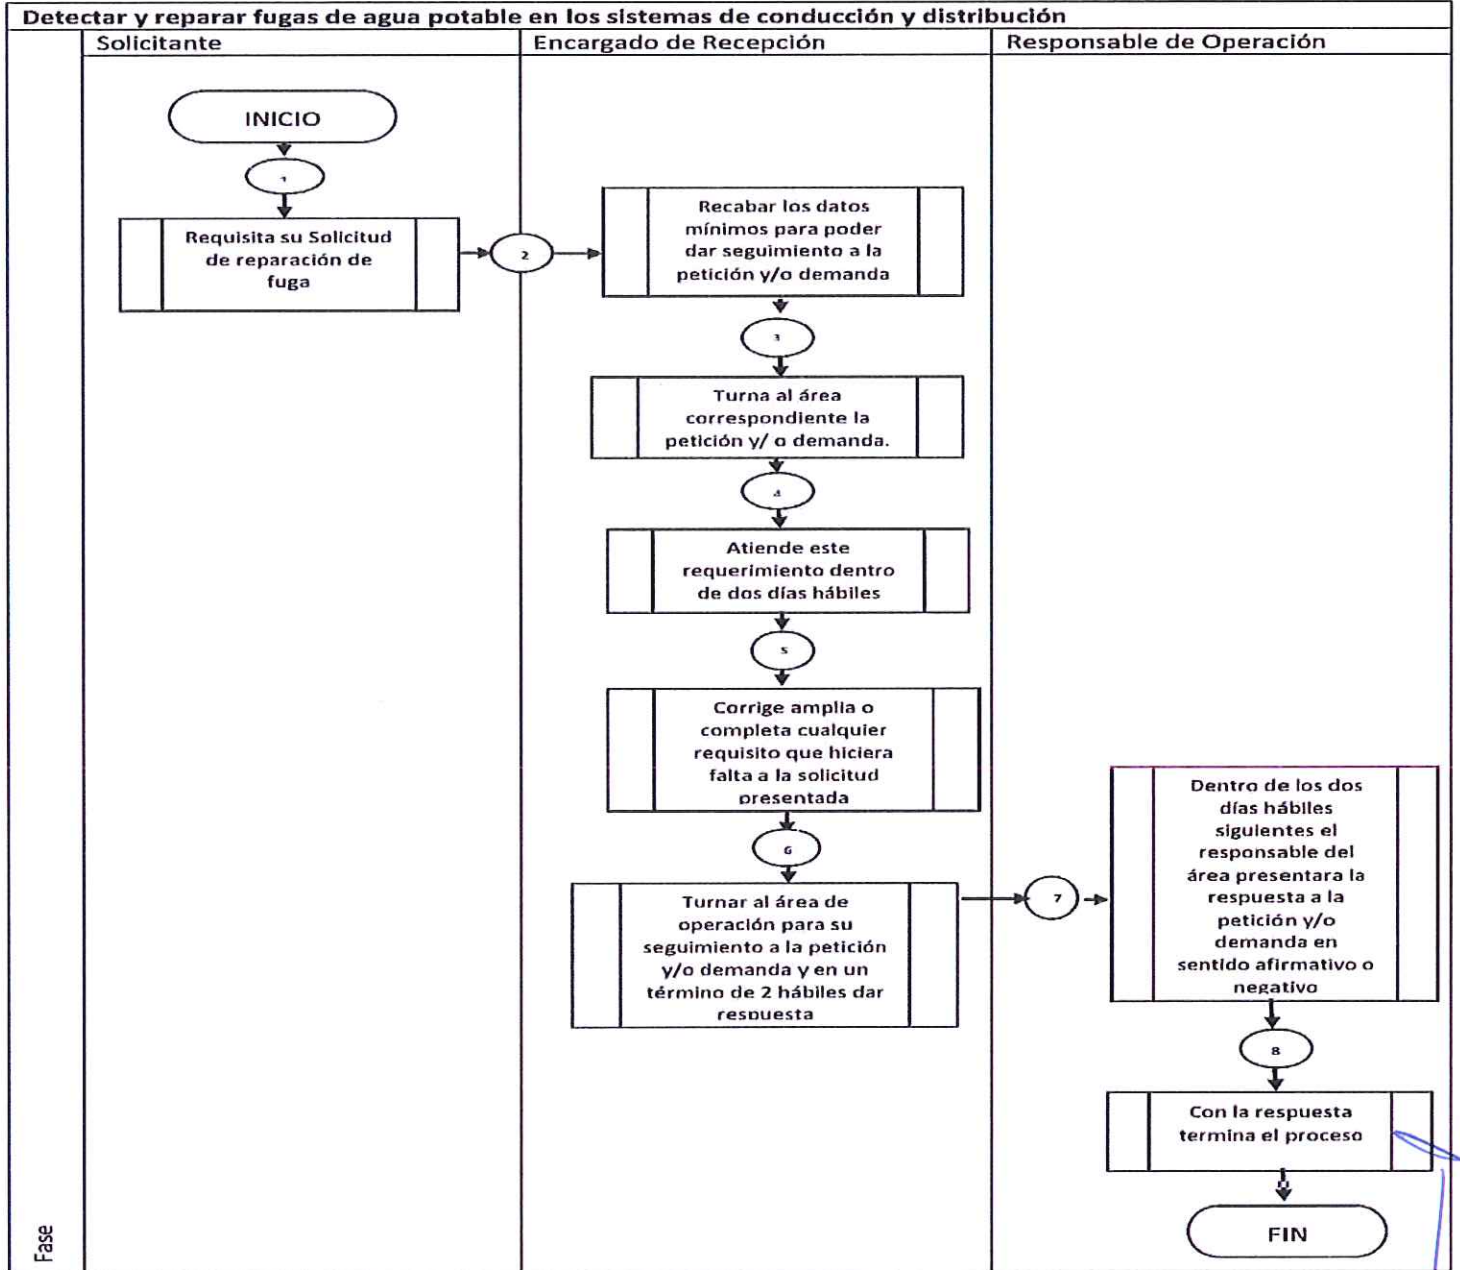 Detectar y reparar fugas de agua potable en los sistemas de conducción y distribución
Solicitante
Encargado de Recepción
Responsable de Operación
INICIO
1
Requisita su Solicitud
de reparación de
fuga
2
Recabar los datos
mínimos para poder
dar seguimiento a la
petición y/o demanda
3
Turna al área
correspondiente la
petición y/ o demanda.
4
Atiende este
requerimiento dentro
de dos días hábiles
5
Corrige amplia o
completa cualquier
requisito que hiciera
falta a la solicitud
presentada
6
Turnar al área de
operación para su
seguimiento a la petición
y/o demanda y en un
término de 2 hábiles dar
respuesta
7
Dentro de los dos
días hábiles
siguientes el
responsable del
área presentara la
respuesta a la
petición y/o
demanda en
sentido afirmativo o
negativo
8
Con la respuesta
termina el proceso
FIN
Fase